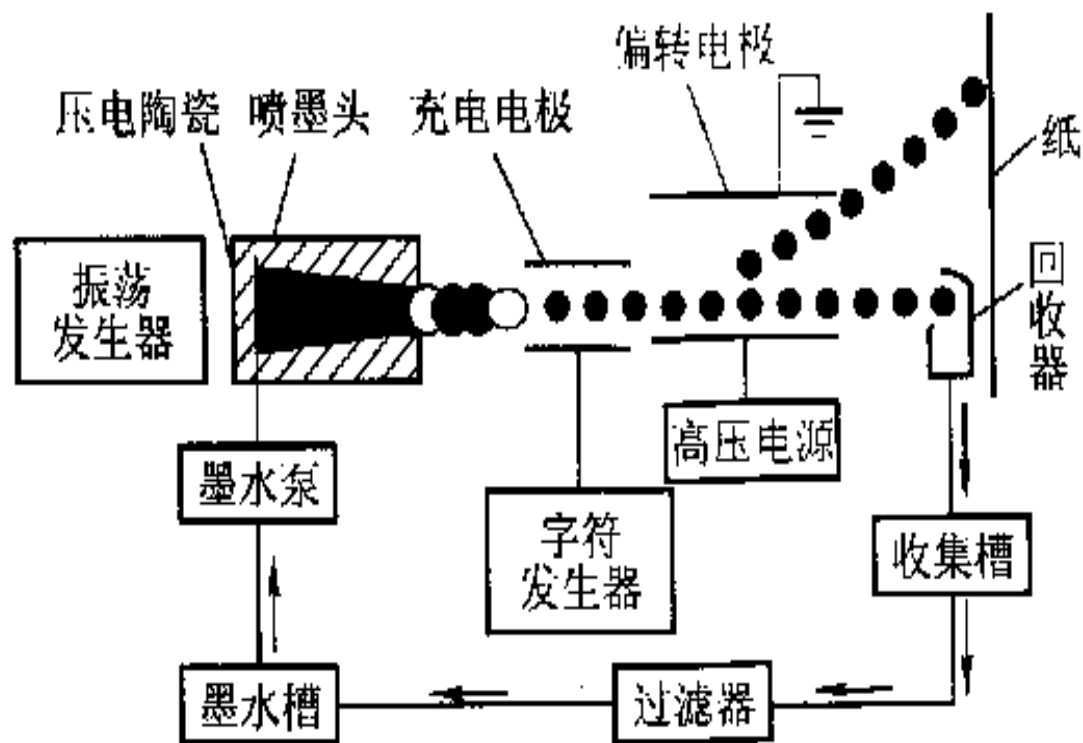 偏转电极
压电陶瓷
喷墨头
充电电极
纸
振荡
发生器
回
收
器
高压电源
墨水泵
字符
发生器
收集槽
墨水槽
过滤器